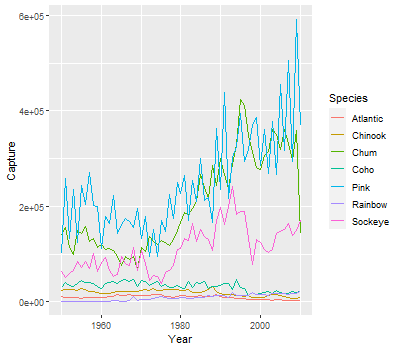 6e+05
4e+05
2e+05
0e+00
Capture
1960
1980
2000
Year
Species
Atlantic
Chinook
Chum
Coho
Pink
Rainbow
Sockeye